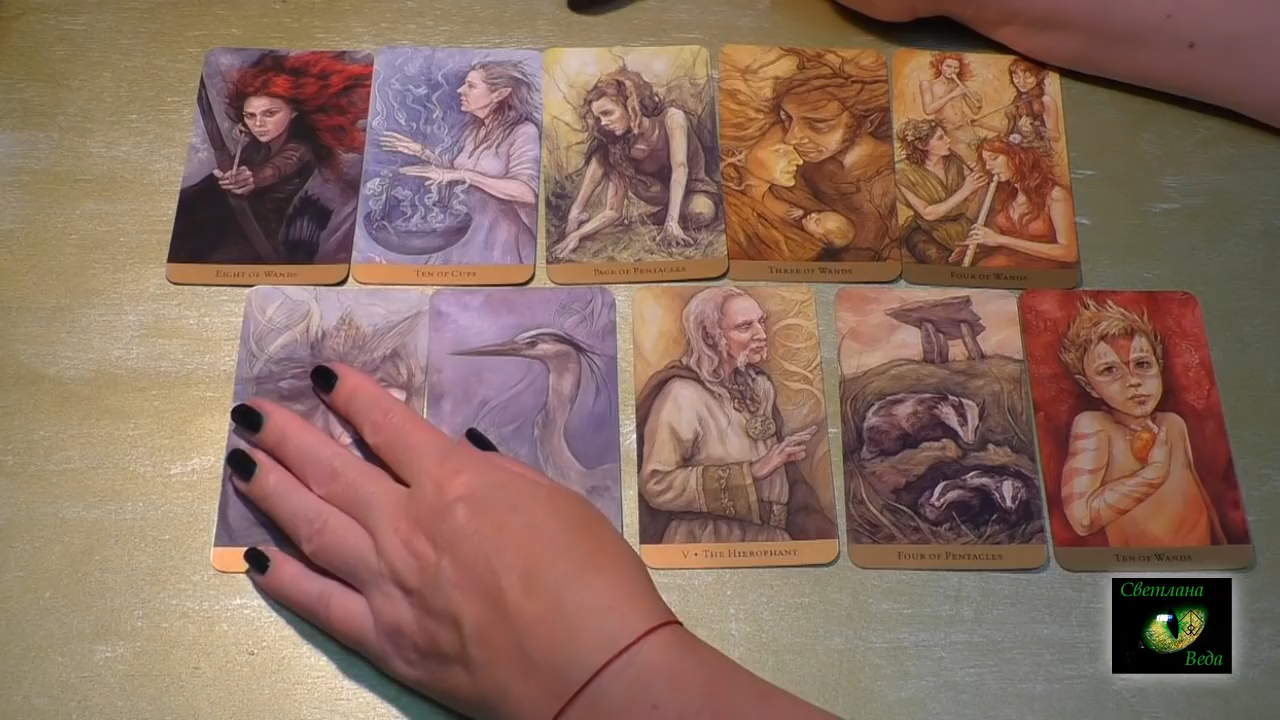 EIGHT OF WANDS
TEN OF CUPS
PAGE OF PENTACLES
THREE OF WANDS
FOUR OF WANDS
V • THE HIEROPHANT
FOUR OF PENTACLES
TEN OF WANDS
Светлана
Веда